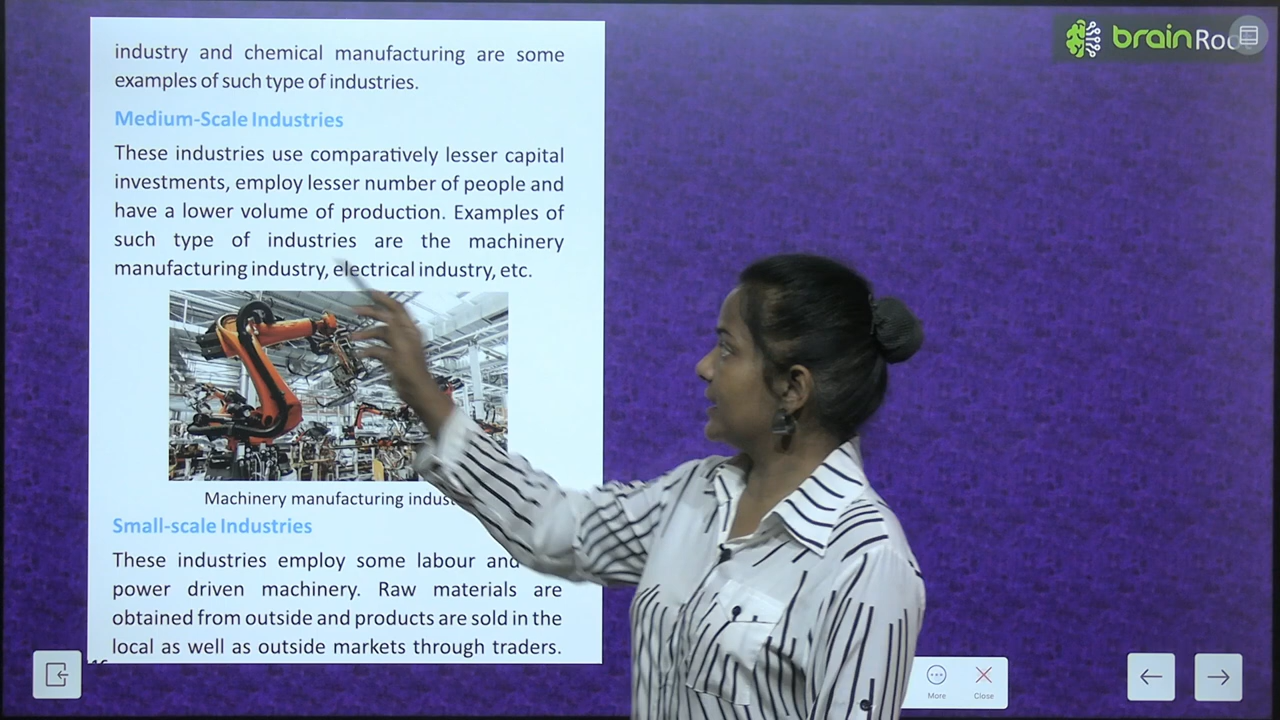 industry and chemical manufacturing are some
examples of such type of industries.
Medium-Scale Industries
These industries use comparatively lesser capital
investments, employ lesser number of people and
have a lower volume of production. Examples of
such type of industries are the machinery
manufacturing industry, electrical industry, etc.
Machinery manufacturing
Small-scale Industries
These industries employ some labour and
power driven machinery. Raw materials are
obtained from outside and products are sold in the
local as well as outside markets through traders.
brain
More
Close